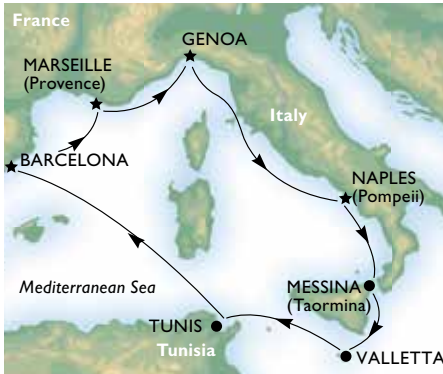 France
GENOA
MARSEILLE
(Provence)
Italy
BARCELONA
NAPLES
(Pompeii)
Mediterranean Sea
MESSINA
(Taormina)
TUNIS
Tunisia
VALLETTA